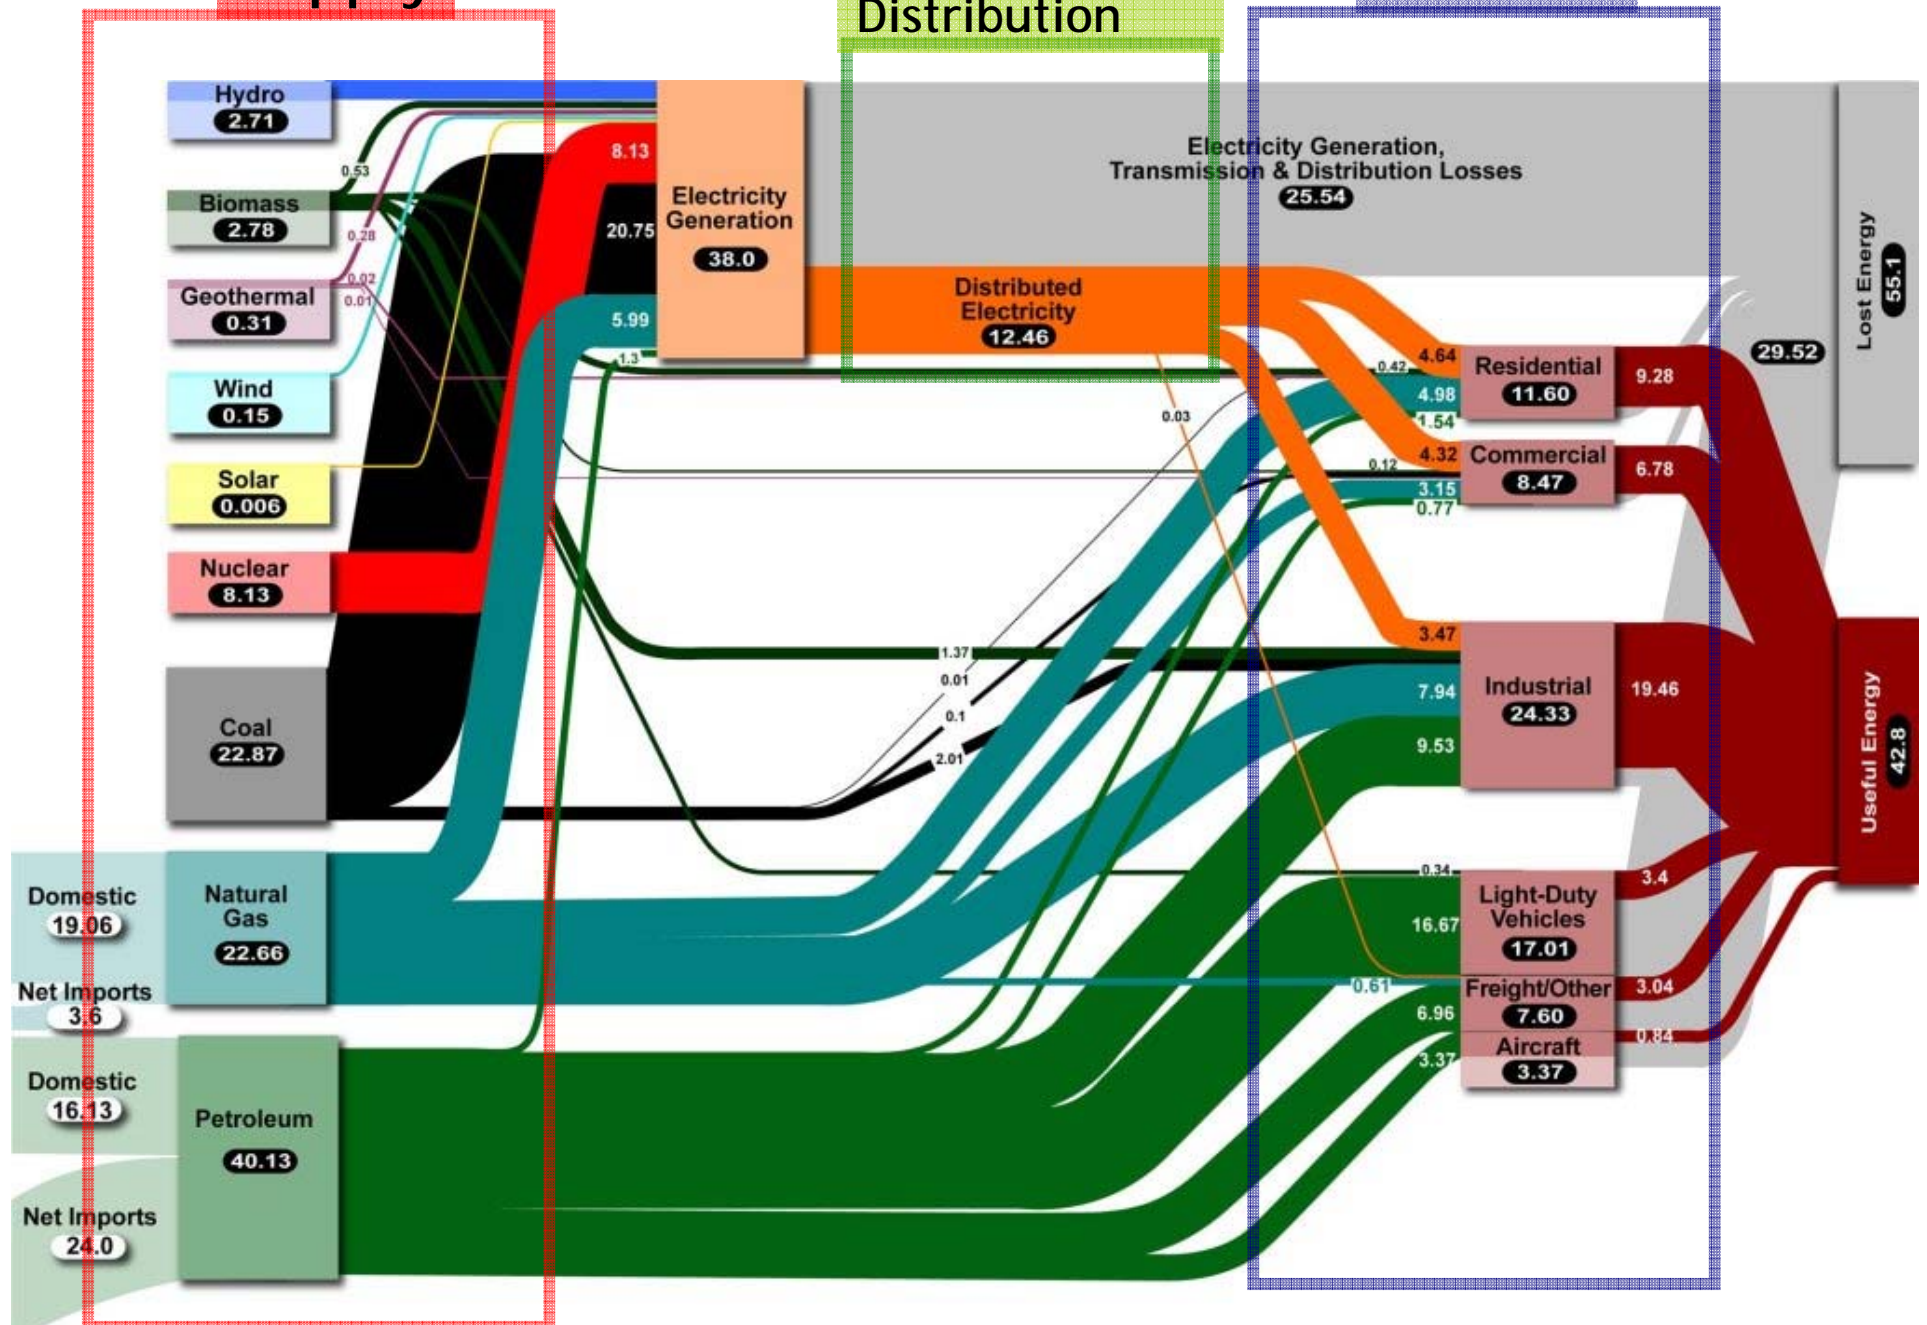 Distribution
Hydro
2.71
Biomass
2.78
Geothermal
0.31
Wind
0.15
Solar
0.006
Nuclear
8.13
Coal
22.87
Domestic
19.06
Net Imports
3.6
Natural
Gas
22.66
Domestic
16.13
Net Imports
24.0
Petroleum
40.13
0.53
0.28
0.02
0.01
8.13
20.75
5.99
1.3
Electricity
Generation
38.0
Electricity Generation,
Transmission & Distribution Losses
25.54
Distributed
Electricity
12.46
0.03
1.37
0.01
0.1
2.01
4.64
0.42
4.98
1.54
4.32
0.12
3.15
0.77
3.47
7.94
9.53
0.34
16.67
0.61
6.96
3.37
Residential
11.60
Commercial
8.47
Industrial
24.33
Light-Duty
Vehicles
17.01
Freight/Other
7.60
Aircraft
3.37
9.28
6.78
19.46
3.4
3.04
0.84
29.52
Lost Energy
55.1
Useful Energy
42.8